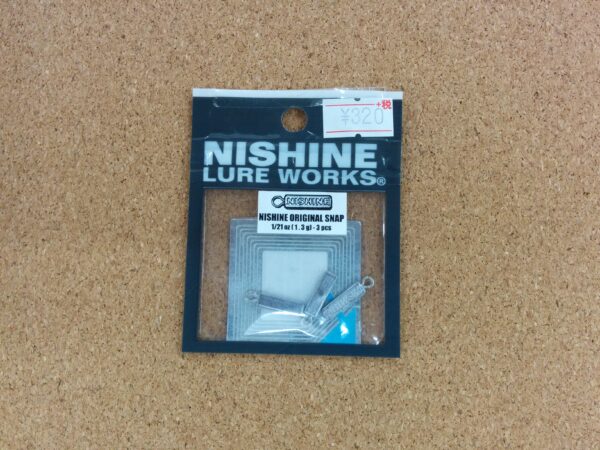 +税
¥320
NISHINE
LURE WORKS®
NISHINE
NISHINE ORIGINAL SNAP
1/21 oz ( 1 . 3 g ) - 3 pcs